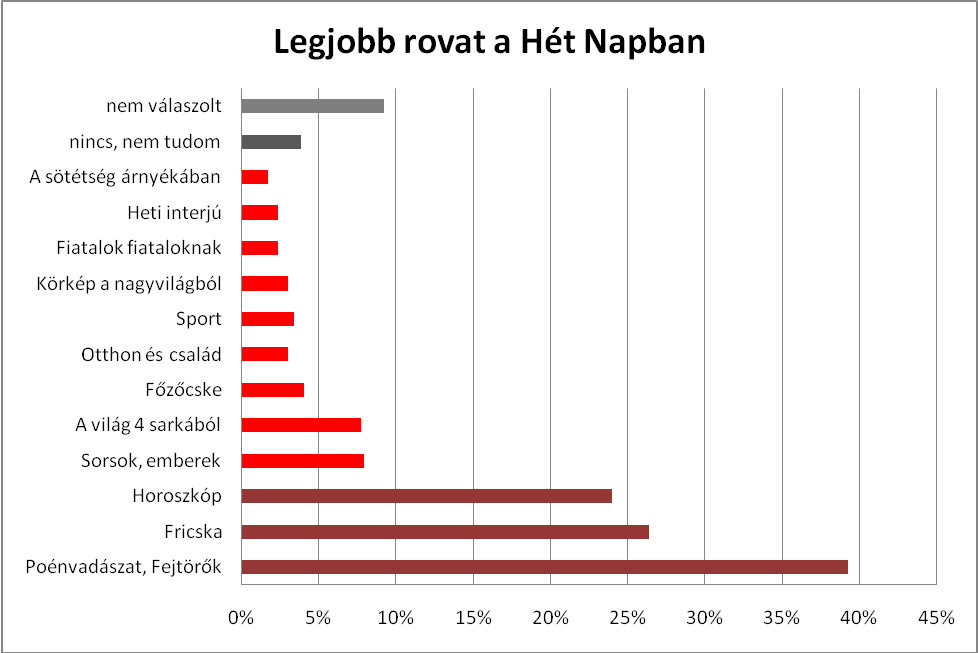 Legjobb rovat a Hét Napban
nem válaszolt
nincs, nem tudom
A sötétség árnyékában
Heti interjú
Fiatalok fiataloknak
Körkép a nagyvilágból
Sport
Otthon és család
Főzőcske
A világ 4 sarkából
Sorsok, emberek
Horoszkóp
Fricska
Poénvadászat, Fejtörők
0% 5% 10% 15% 20% 25% 30% 35% 40% 45%